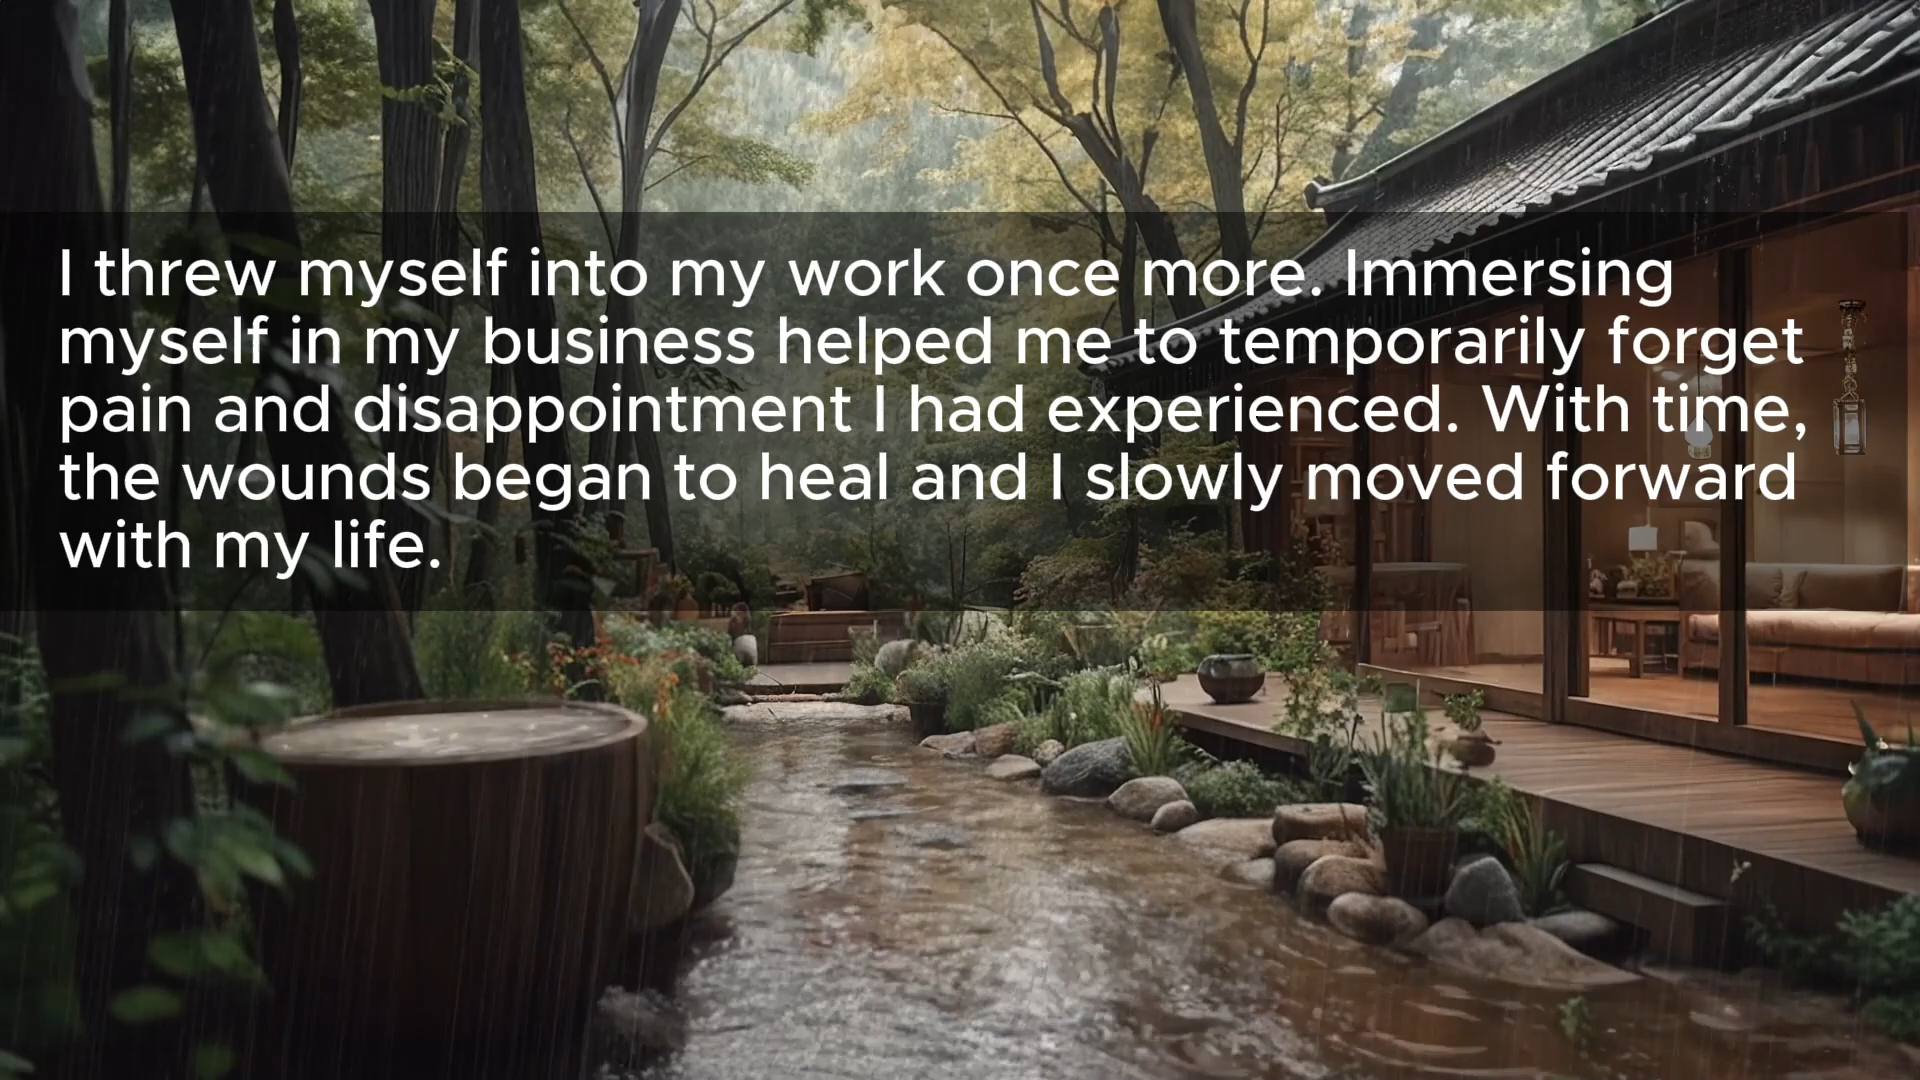 I threw myself into my work once more. Immersing
myself in my business helped me to temporarily forget
pain and disappointment I had experienced. With time,
the wounds began to heal and I slowly moved forward
with my life.